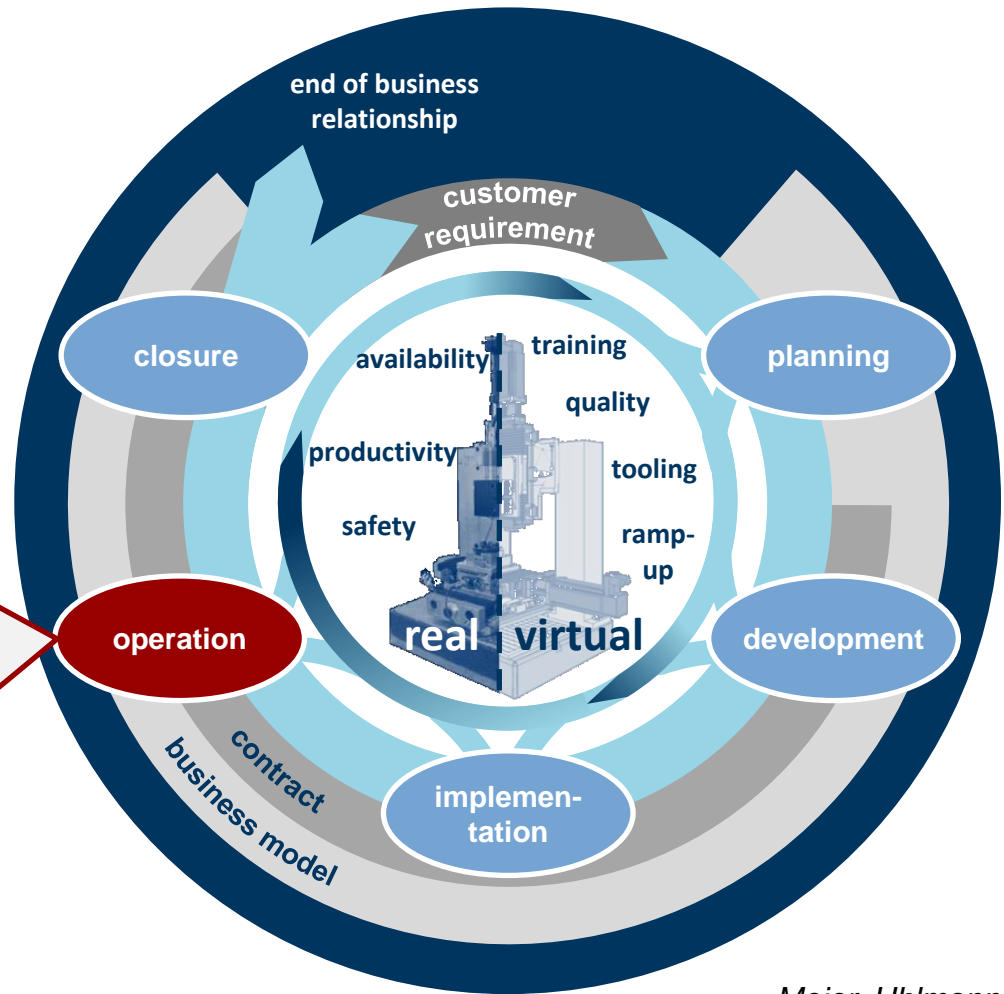 end of business
relationship
customer
requirement
closure
planning
availability
training
quality
productivity
tooling
safety
ramp-
up
real
virtual
operation
development
contract
business model
implemen-
tation